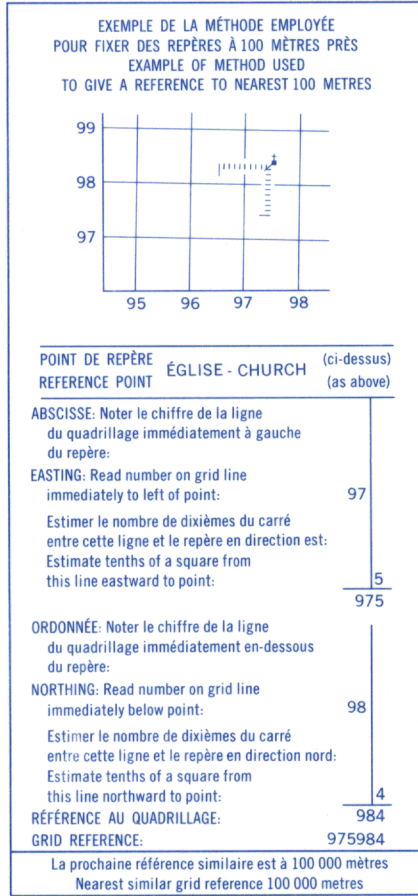 EXEMPLE DE LA MÉTHODE EMPLOYÉE
POUR FIXER DES REPÈRES À 100 MÈTRES PRÈS
EXAMPLE OF METHOD USED
TO GIVE A REFERENCE TO NEAREST 100 METRES
99
98
97
95 96 97 98
POINT DE REPÈRE
REFERENCE POINT
ÉGLISE - CHURCH
(ci-dessus)
(as above)
ABSCISSE: Noter le chiffre de la ligne
du quadrillage immédiatement à gauche
du repère:
EASTING: Read number on grid line
immediately to left of point: 97
Estimer le nombre de dixièmes du carré
entre cette ligne et le repère en direction est:
Estimate tenths of a square from
this line eastward to point: 5
975
ORDONNÉE: Noter le chiffre de la ligne
du quadrillage immédiatement en-dessous
du repère:
NORTHING: Read number on grid line
immediately below point: 98
Estimer le nombre de dixièmes du carré
entre cette ligne et le repère en direction nord:
Estimate tenths of a square from
this line northward to point: 4
RÉFÉRENCE AU QUADRILLAGE: 984
GRID REFERENCE: 975984
La prochaine référence similaire est à 100 000 mètres
Nearest similar grid reference 100 000 metres